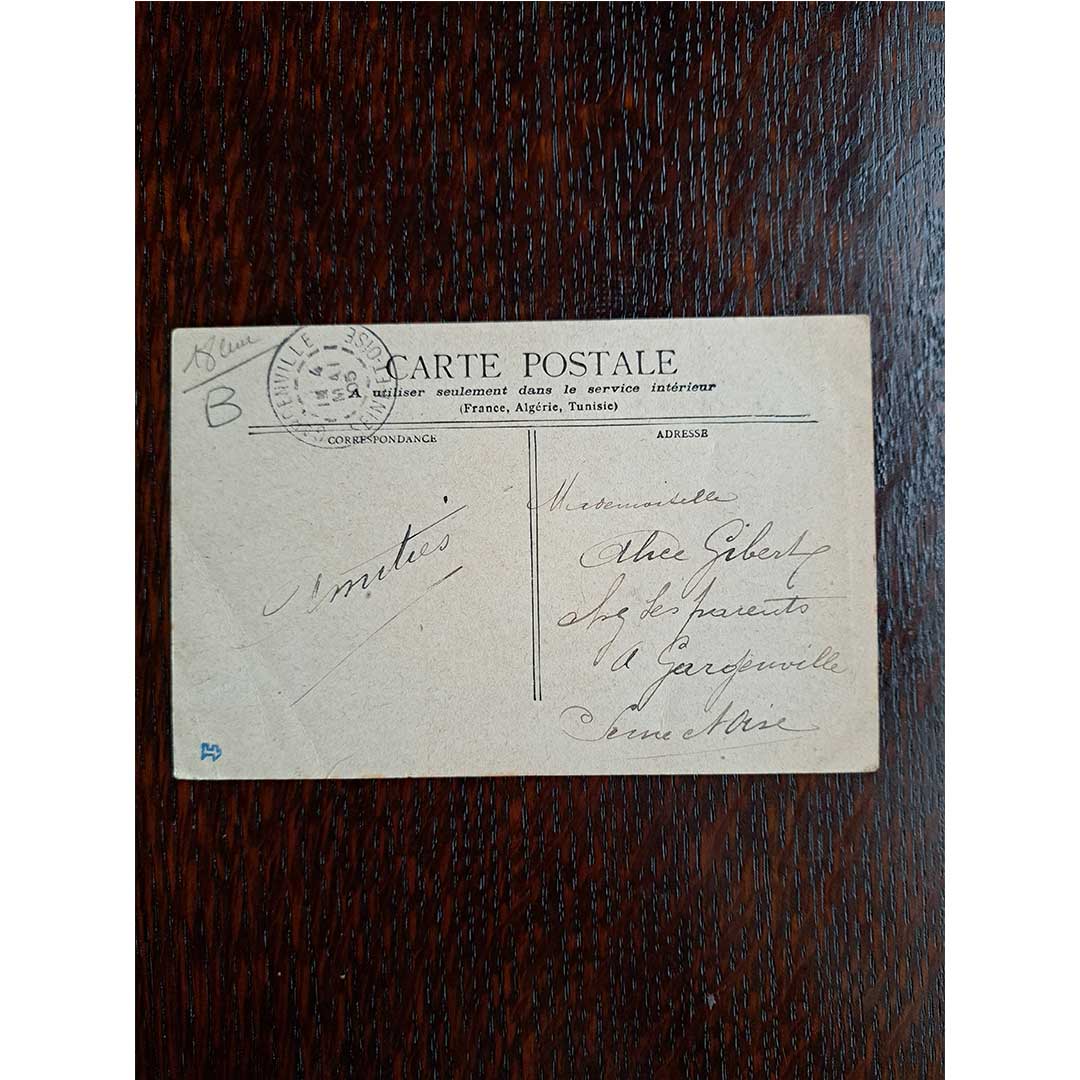 18ème
B
GARGENVILLE
SEINE-ET-OISE
4
MAI
05
CARTE POSTALE
A utiliser seulement dans le service intérieur
(France, Algérie, Tunisie)
CORRESPONDANCE
Amitiés
ADRESSE
Mademoiselle
Alice Gibert
chez ses parents
A Gargenville
Seine et Oise